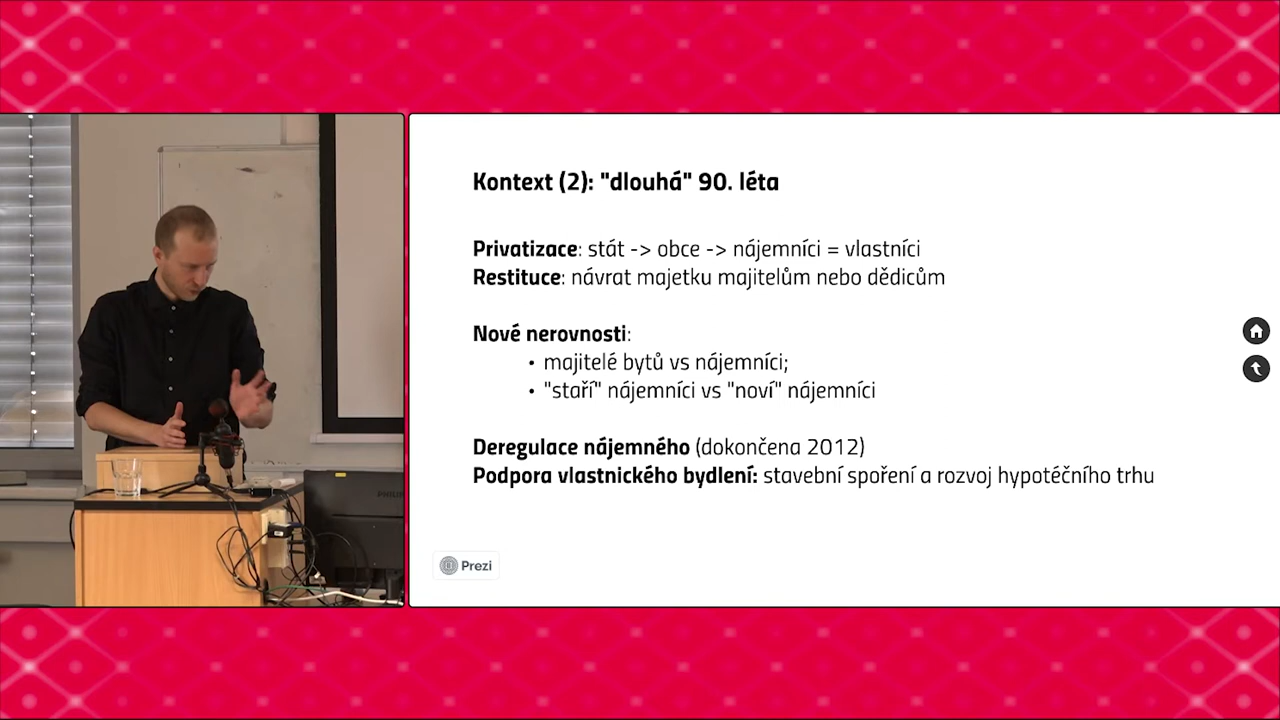 Kontext (2): "dlouhá" 90. léta
Privatizace: stát -> obce -> nájemníci = vlastníci
Restituce: návrat majetku majitelům nebo dědicům
Nové nerovnosti:
• majitelé bytů vs nájemníci;
• "staří" nájemníci vs "noví" nájemníci
Deregulace nájemného (dokončena 2012)
Podpora vlastnického bydlení: stavební spoření a rozvoj hypotéčního trhu
Prezi
PHILIPS